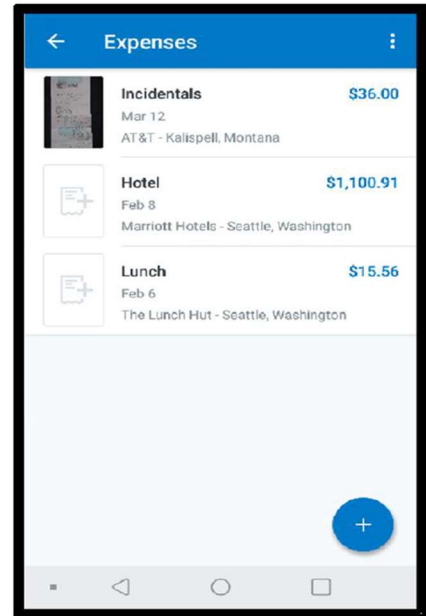 Expenses
Incidentals $36.00
Mar 12
AT&T - Kalispell, Montana
Hotel $1,100.91
Feb 8
Marriott Hotels - Seattle, Washington
Lunch $15.56
Feb 6
The Lunch Hut - Seattle, Washington